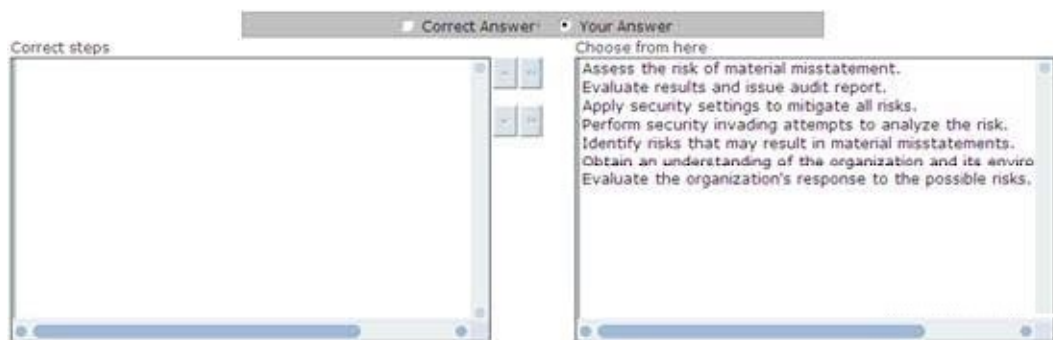 Correct Answer Your Answer
Correct steps
Choose from here
Assess the risk of material misstatement.
Evaluate results and issue audit report.
Apply security settings to mitigate all risks.
Perform security invading attempts to analyze the risk.
Identify risks that may result in material misstatements.
Obtain an understanding of the organization and its enviro
Evaluate the organization's response to the possible risks.